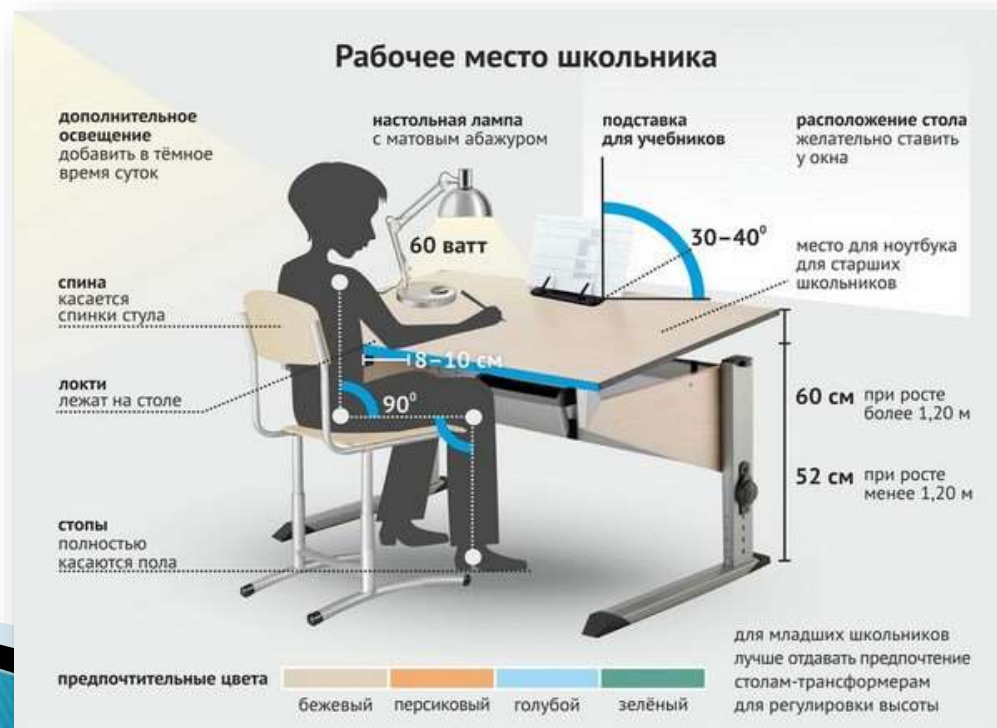 Рабочее место школьника
дополнительное
освещение
добавить в тёмное
время суток
настольная лампа
с матовым абажуром
подставка
для учебников
расположение стола
желательно ставить
у окна
60 ватт
30–40⁰
место для ноутбука
для старших
школьников
спина
касается
спинки стула
8–10 см
локти
лежат на столе
90⁰
60 см при росте
более 1,20 м
52 см при росте
менее 1,20 м
стопы
полностью
касаются пола
для младших школьников
лучше отдавать предпочтение
столам-трансформерам
для регулировки высоты
предпочтительные цвета
бежевый персиковый голубой зелёный